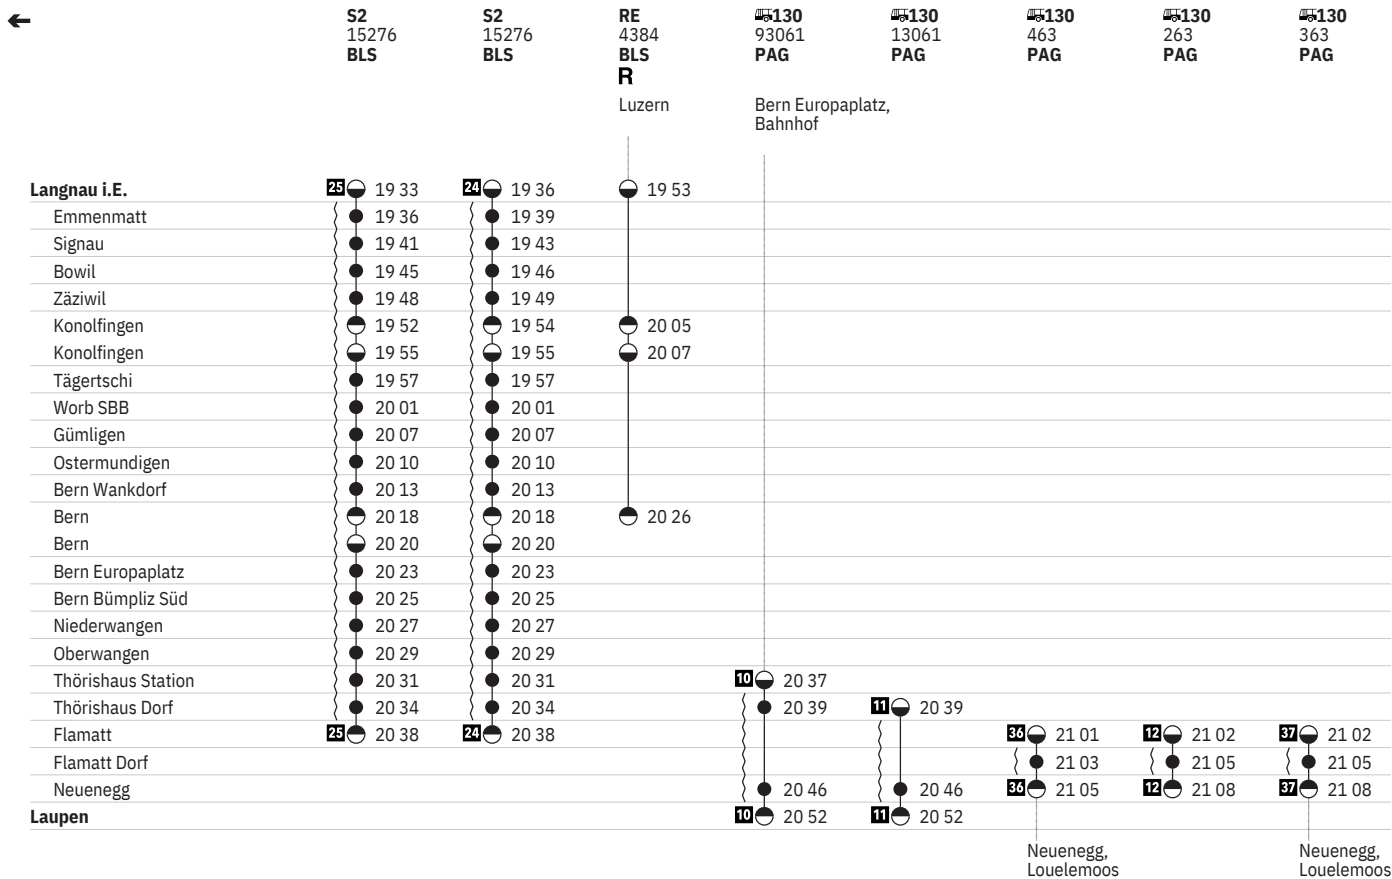 S2 S2 RE 130 130 130 130 130
15276 15276 4384 93061 13061 463 263 363
BLS BLS BLS PAG PAG PAG PAG PAG
R
Luzern Bern Europaplatz,
Bahnhof
Langnau i.E. 25 19 33 24 19 36 19 53
Emmenmatt 19 36 19 39
Signau 19 41 19 43
Bowil 19 45 19 46
Zäziwil 19 48 19 49
Konolfingen 19 52 19 54 20 05
Konolfingen 19 55 19 55 20 07
Tägertschi 19 57 19 57
Worb SBB 20 01 20 01
Gümligen 20 07 20 07
Ostermundigen 20 10 20 10
Bern Wankdorf 20 13 20 13
Bern 20 18 20 18 20 26
Bern 20 20 20 20
Bern Europaplatz 20 23 20 23
Bern Bümpliz Süd 20 25 20 25
Niederwangen 20 27 20 27
Oberwangen 20 29 20 29
Thörishaus Station 20 31 20 31 10 20 37
Thörishaus Dorf 20 34 20 34 20 39 11 20 39
Flamatt 25 20 38 24 20 38 36 21 01 12 21 02 37 21 02
Flamatt Dorf 21 03 21 05 21 05
Neuenegg 20 46 20 46 36 21 05 12 21 08 37 21 08
Laupen 10 20 52 11 20 52
Neuenegg, Neuenegg,
Louelemoos Louelemoos